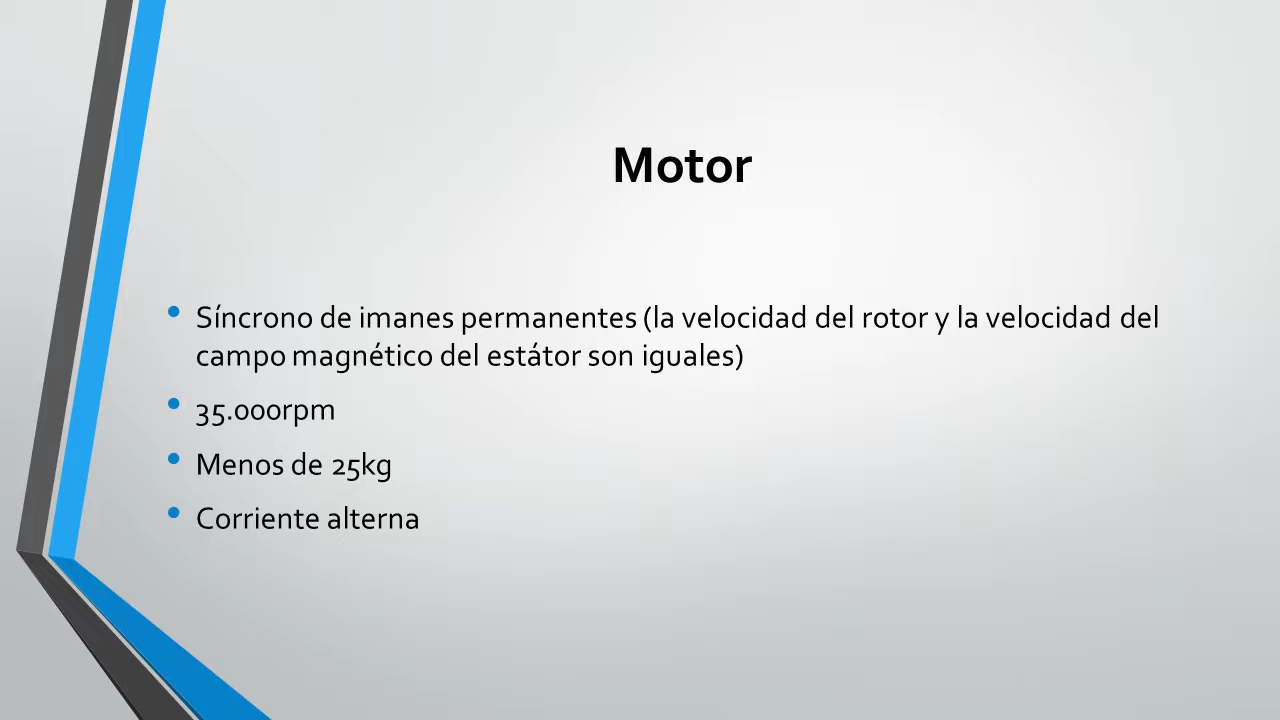 Motor
• Síncrono de imanes permanentes (la velocidad del rotor y la velocidad del
campo magnético del estátor son iguales)
• 35.000rpm
• Menos de 25kg
• Corriente alterna